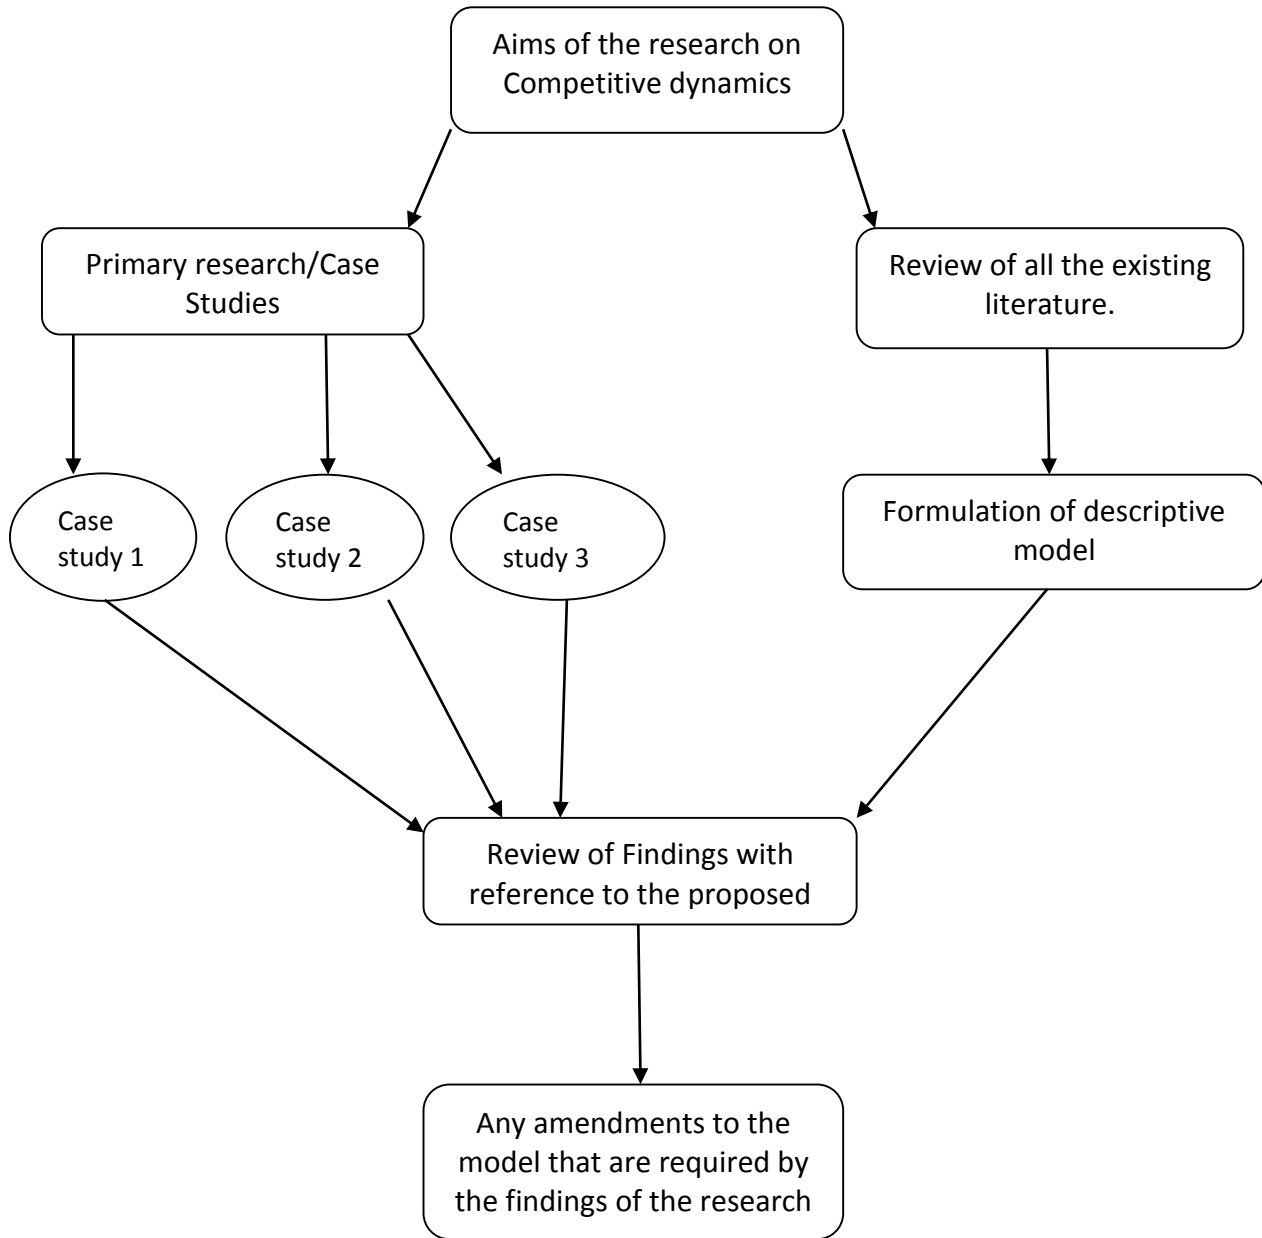 Aims of the research on
Competitive dynamics
Primary research/Case
Studies
Review of all the existing
literature.
Case
study 1
Case
study 2
Case
study 3
Formulation of descriptive
model
Review of Findings with
reference to the proposed
Any amendments to the
model that are required by
the findings of the research